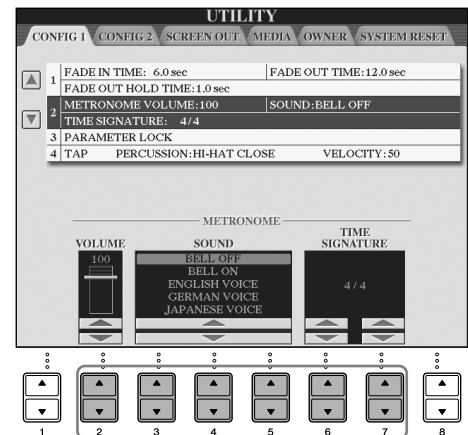 UTILITY
CONFIG 1 CONFIG 2 SCREEN OUT MEDIA OWNER SYSTEM RESET
1 FADE IN TIME: 6.0 sec FADE OUT TIME:12.0 sec
FADE OUT HOLD TIME:1.0 sec
2 METRONOME VOLUME:100 SOUND:BELL OFF
TIME SIGNATURE: 4/4
3 PARAMETER LOCK
4 TAP PERCUSSION:HI-HAT CLOSE VELOCITY:50
METRONOME
VOLUME SOUND TIME SIGNATURE
100 BELL OFF
BELL ON
ENGLISH VOICE 4 / 4
GERMAN VOICE
JAPANESE VOICE
1 2 3 4 5 6 7 8